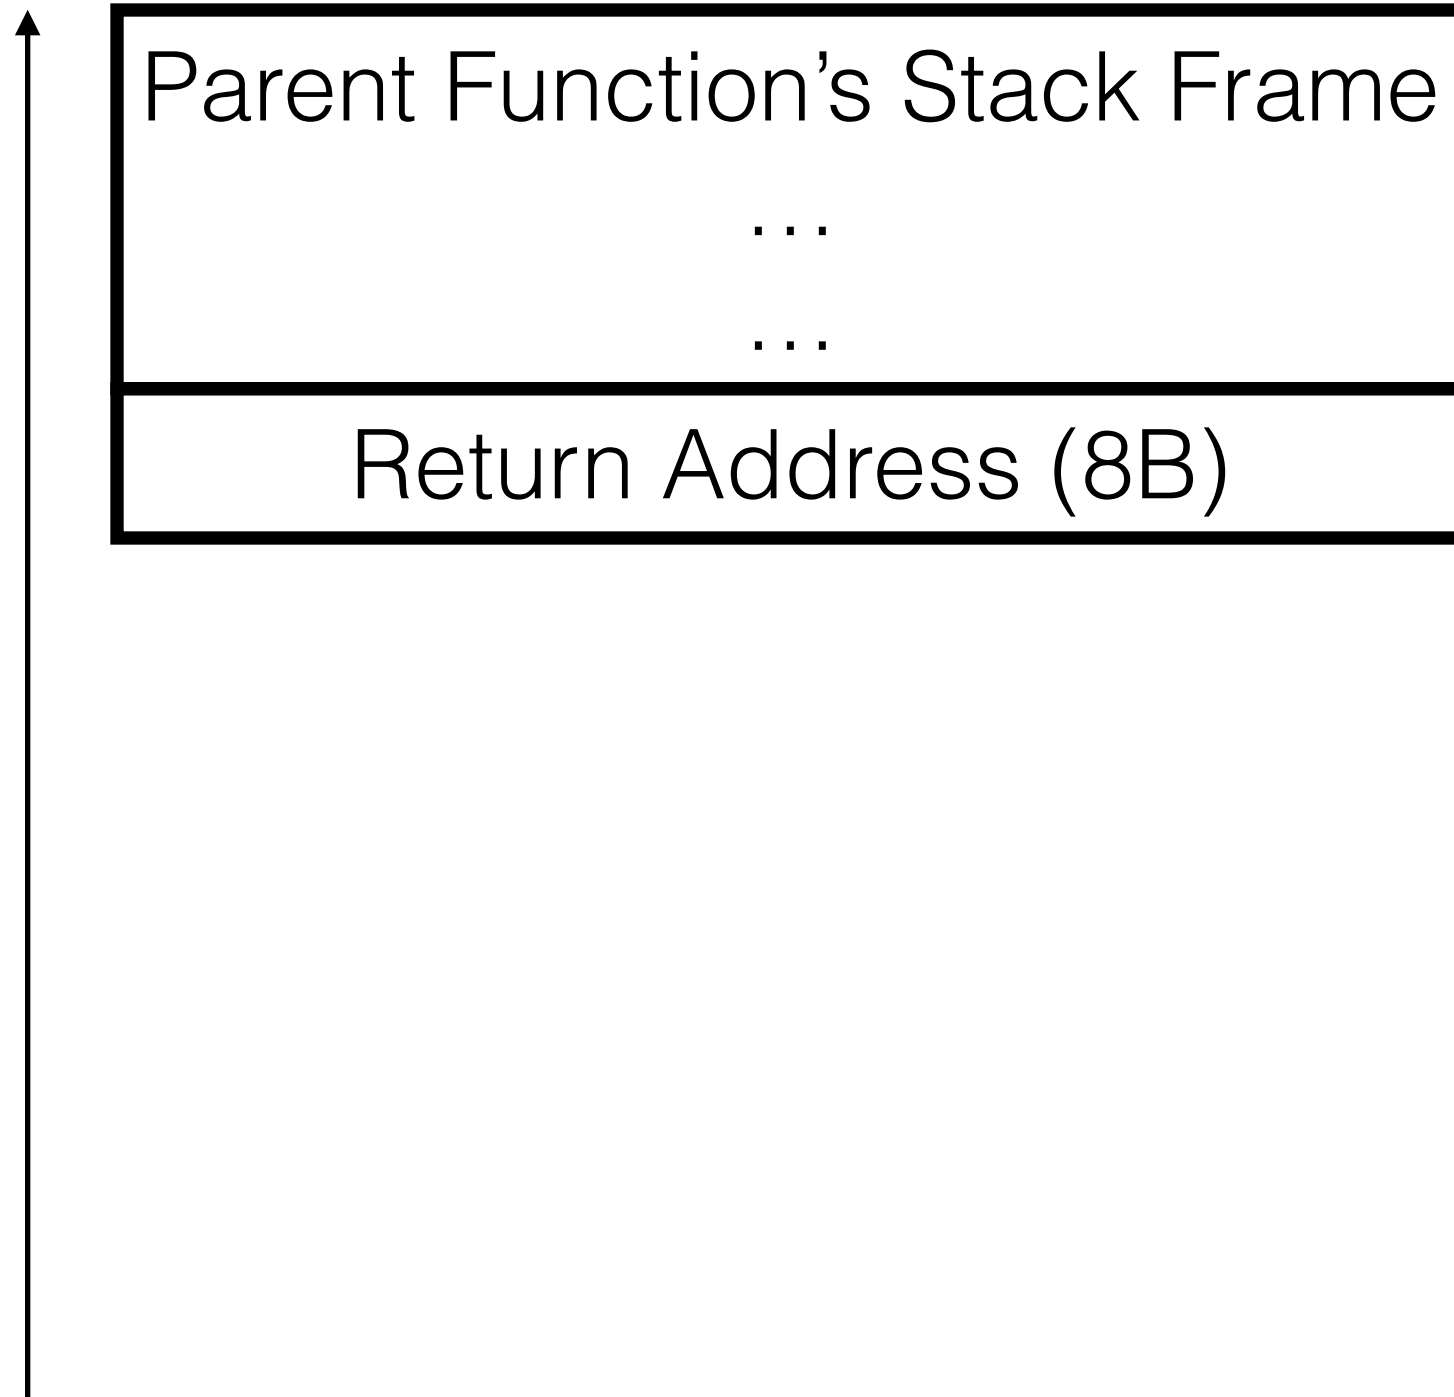 Parent Function’s Stack Frame
…
…
Return Address (8B)